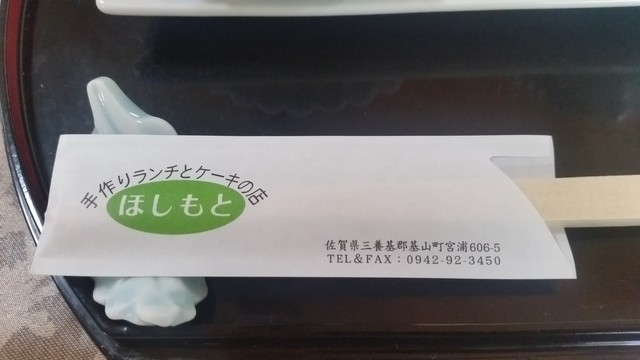 手作りランチとケーキの店
ほしもと
佐賀県三養基郡基山町宮浦606-5
TEL&FAX：0942-92-3450